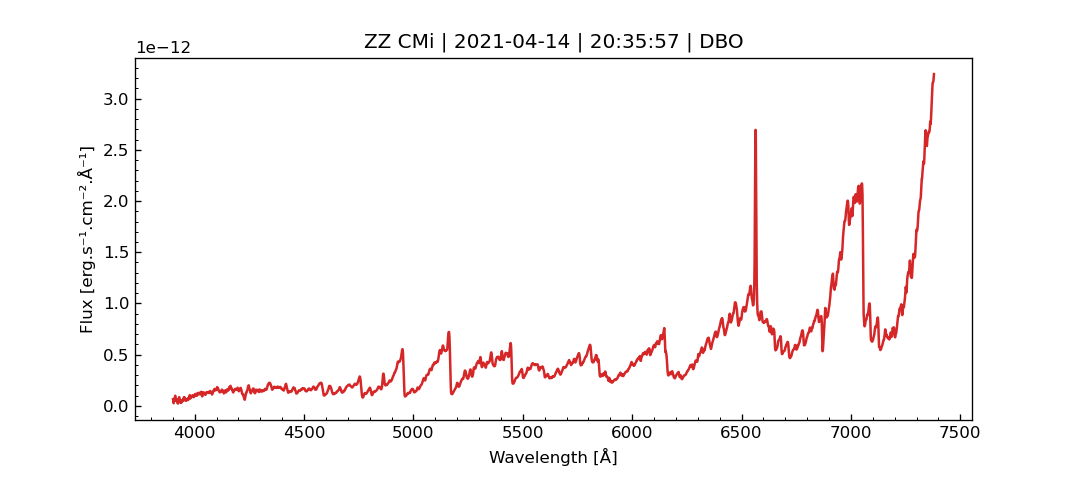 ZZ CMi | 2021-04-14 | 20:35:57 | DBO
1e−12
3.0
2.5
2.0
1.5
1.0
0.5
0.0
Flux [erg.s⁻¹.cm⁻².Å⁻¹]
4000 4500 5000 5500 6000 6500 7000 7500
Wavelength [Å]